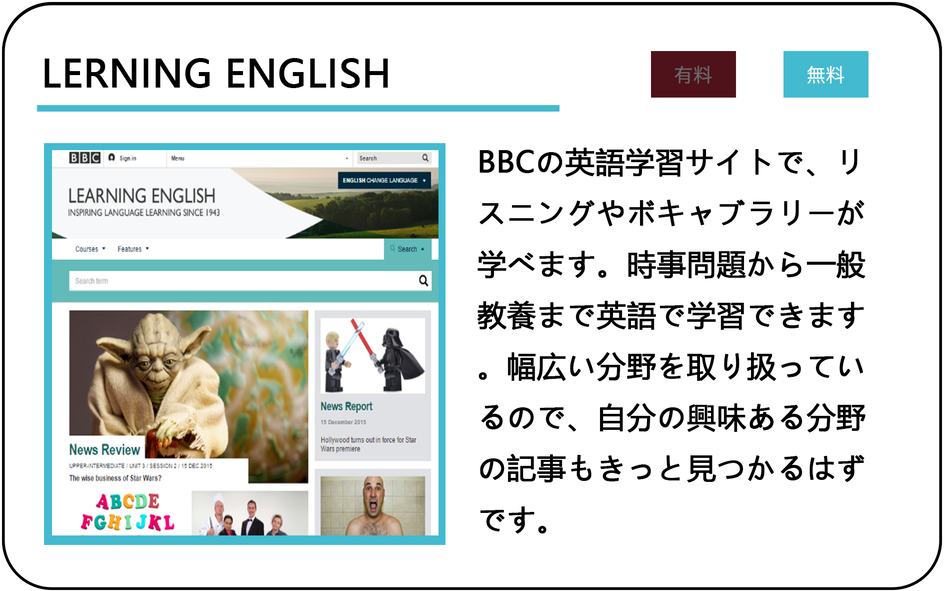 LERNING ENGLISH
有料
無料
BBC
Sign in
Menu
Search
ENGLISH CHANGE LANGUAGE
LEARNING ENGLISH
INSPIRING LANGUAGE LEARNING SINCE 1943
Courses
Features
Search
Search term
News Review
UPPER-INTERMEDIATE / UNIT 3 / SESSION 2 / 15 DEC 2015
The wise business of Star Wars?
ABCDE
FGHIJKL
News Report
15 December 2015
Hollywood turns out in force for Star
Wars premiere
BBCの英語学習サイトで、リ
スニングやボキャブラリーが
学べます。時事問題から一般
教養まで英語で学習できます
。幅広い分野を取り扱ってい
るので、自分の興味ある分野
の記事もきっと見つかるはず
です。